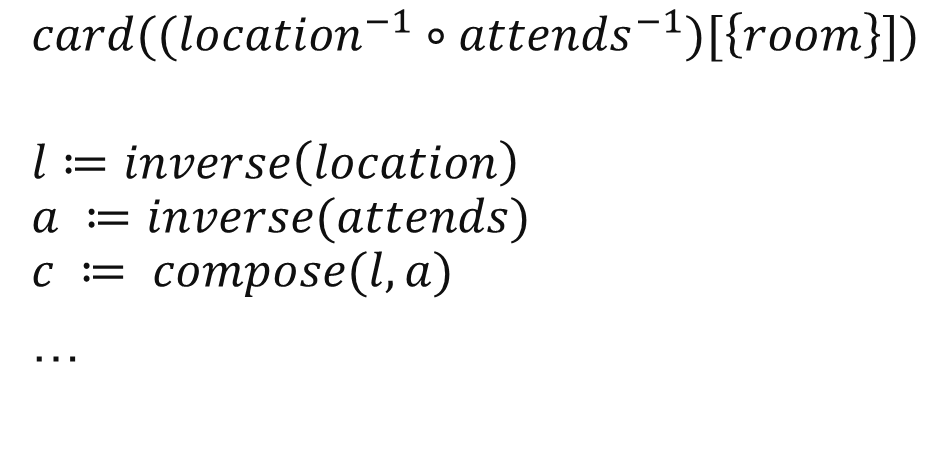 card((location⁻¹ ∘ attends⁻¹)[{room}])
l := inverse(location)
a := inverse(attends)
c := compose(l, a)
...